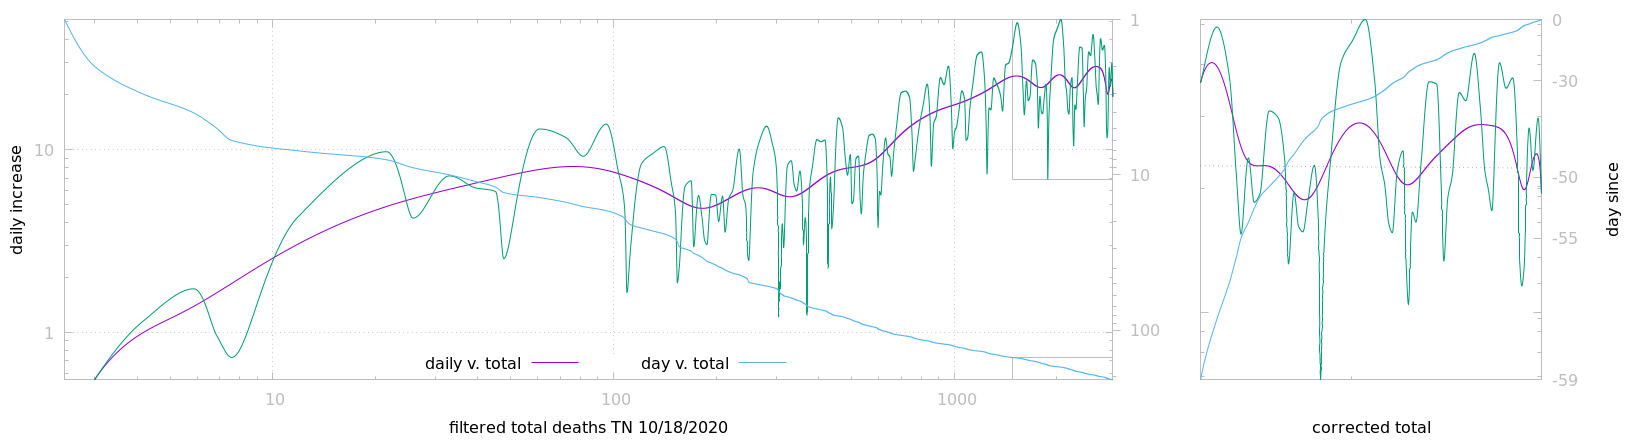 1
0
10
1
daily increase
10
100
-30
-50
-55
-59
day since
daily v. total
day v. total
10
100
1000
filtered total deaths TN 10/18/2020
corrected total